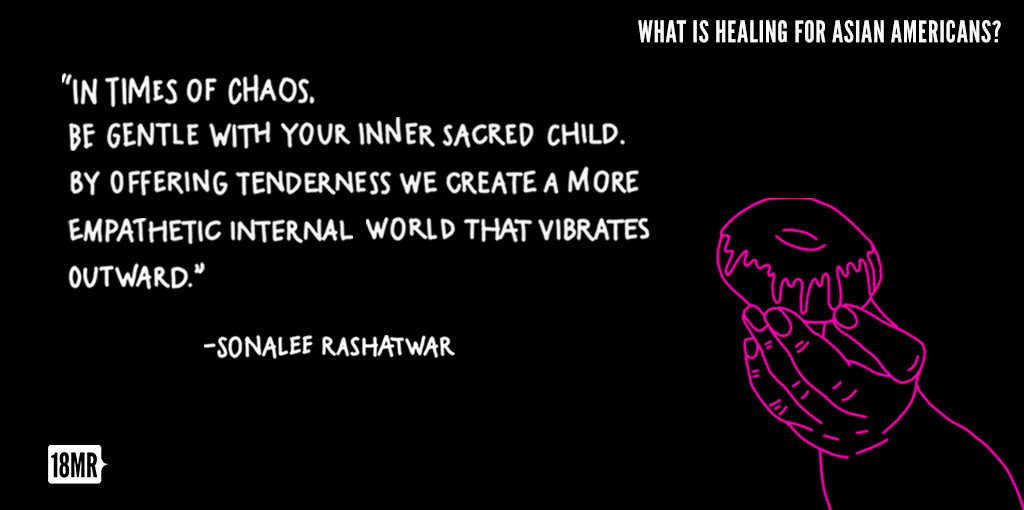 WHAT IS HEALING FOR ASIAN AMERICANS?
"IN TIMES OF CHAOS,
BE GENTLE WITH YOUR INNER SACRED CHILD.
BY OFFERING TENDERNESS WE CREATE A MORE
EMPATHETIC INTERNAL WORLD THAT VIBRATES
OUTWARD."
-SONALEE RASHATWAR
18MR